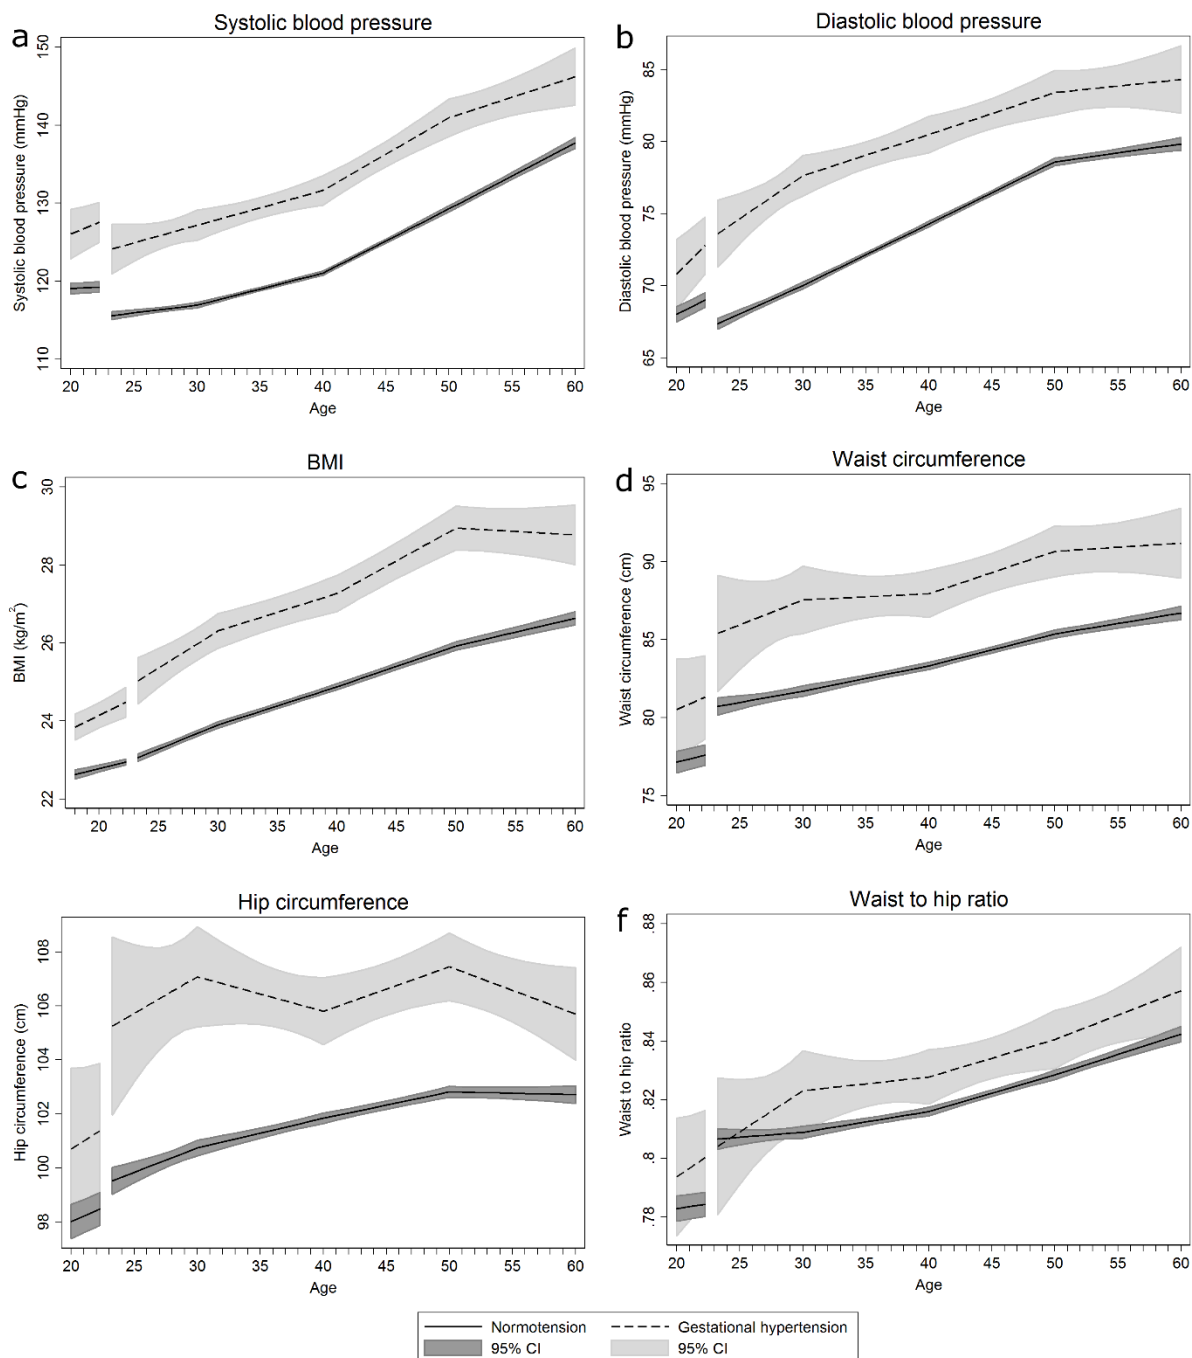 a
Systolic blood pressure
Systolic blood pressure (mmHg)
150
140
130
120
110
20 25 30 35 40 45 50 55 60
Age
b
Diastolic blood pressure
Diastolic blood pressure (mmHg)
85
80
75
70
65
20 25 30 35 40 45 50 55 60
Age
c
BMI
BMI (kg/m²)
30
28
26
24
22
20 25 30 35 40 45 50 55 60
Age
d
Waist circumference
Waist circumference (cm)
95
90
85
80
75
20 25 30 35 40 45 50 55 60
Age
Hip circumference
Hip circumference (cm)
108
106
104
102
100
98
20 25 30 35 40 45 50 55 60
Age
f
Waist to hip ratio
Waist to hip ratio
.88
.86
.84
.82
.8
.78
20 25 30 35 40 45 50 55 60
Age
Normotension Gestational hypertension
95% CI 95% CI